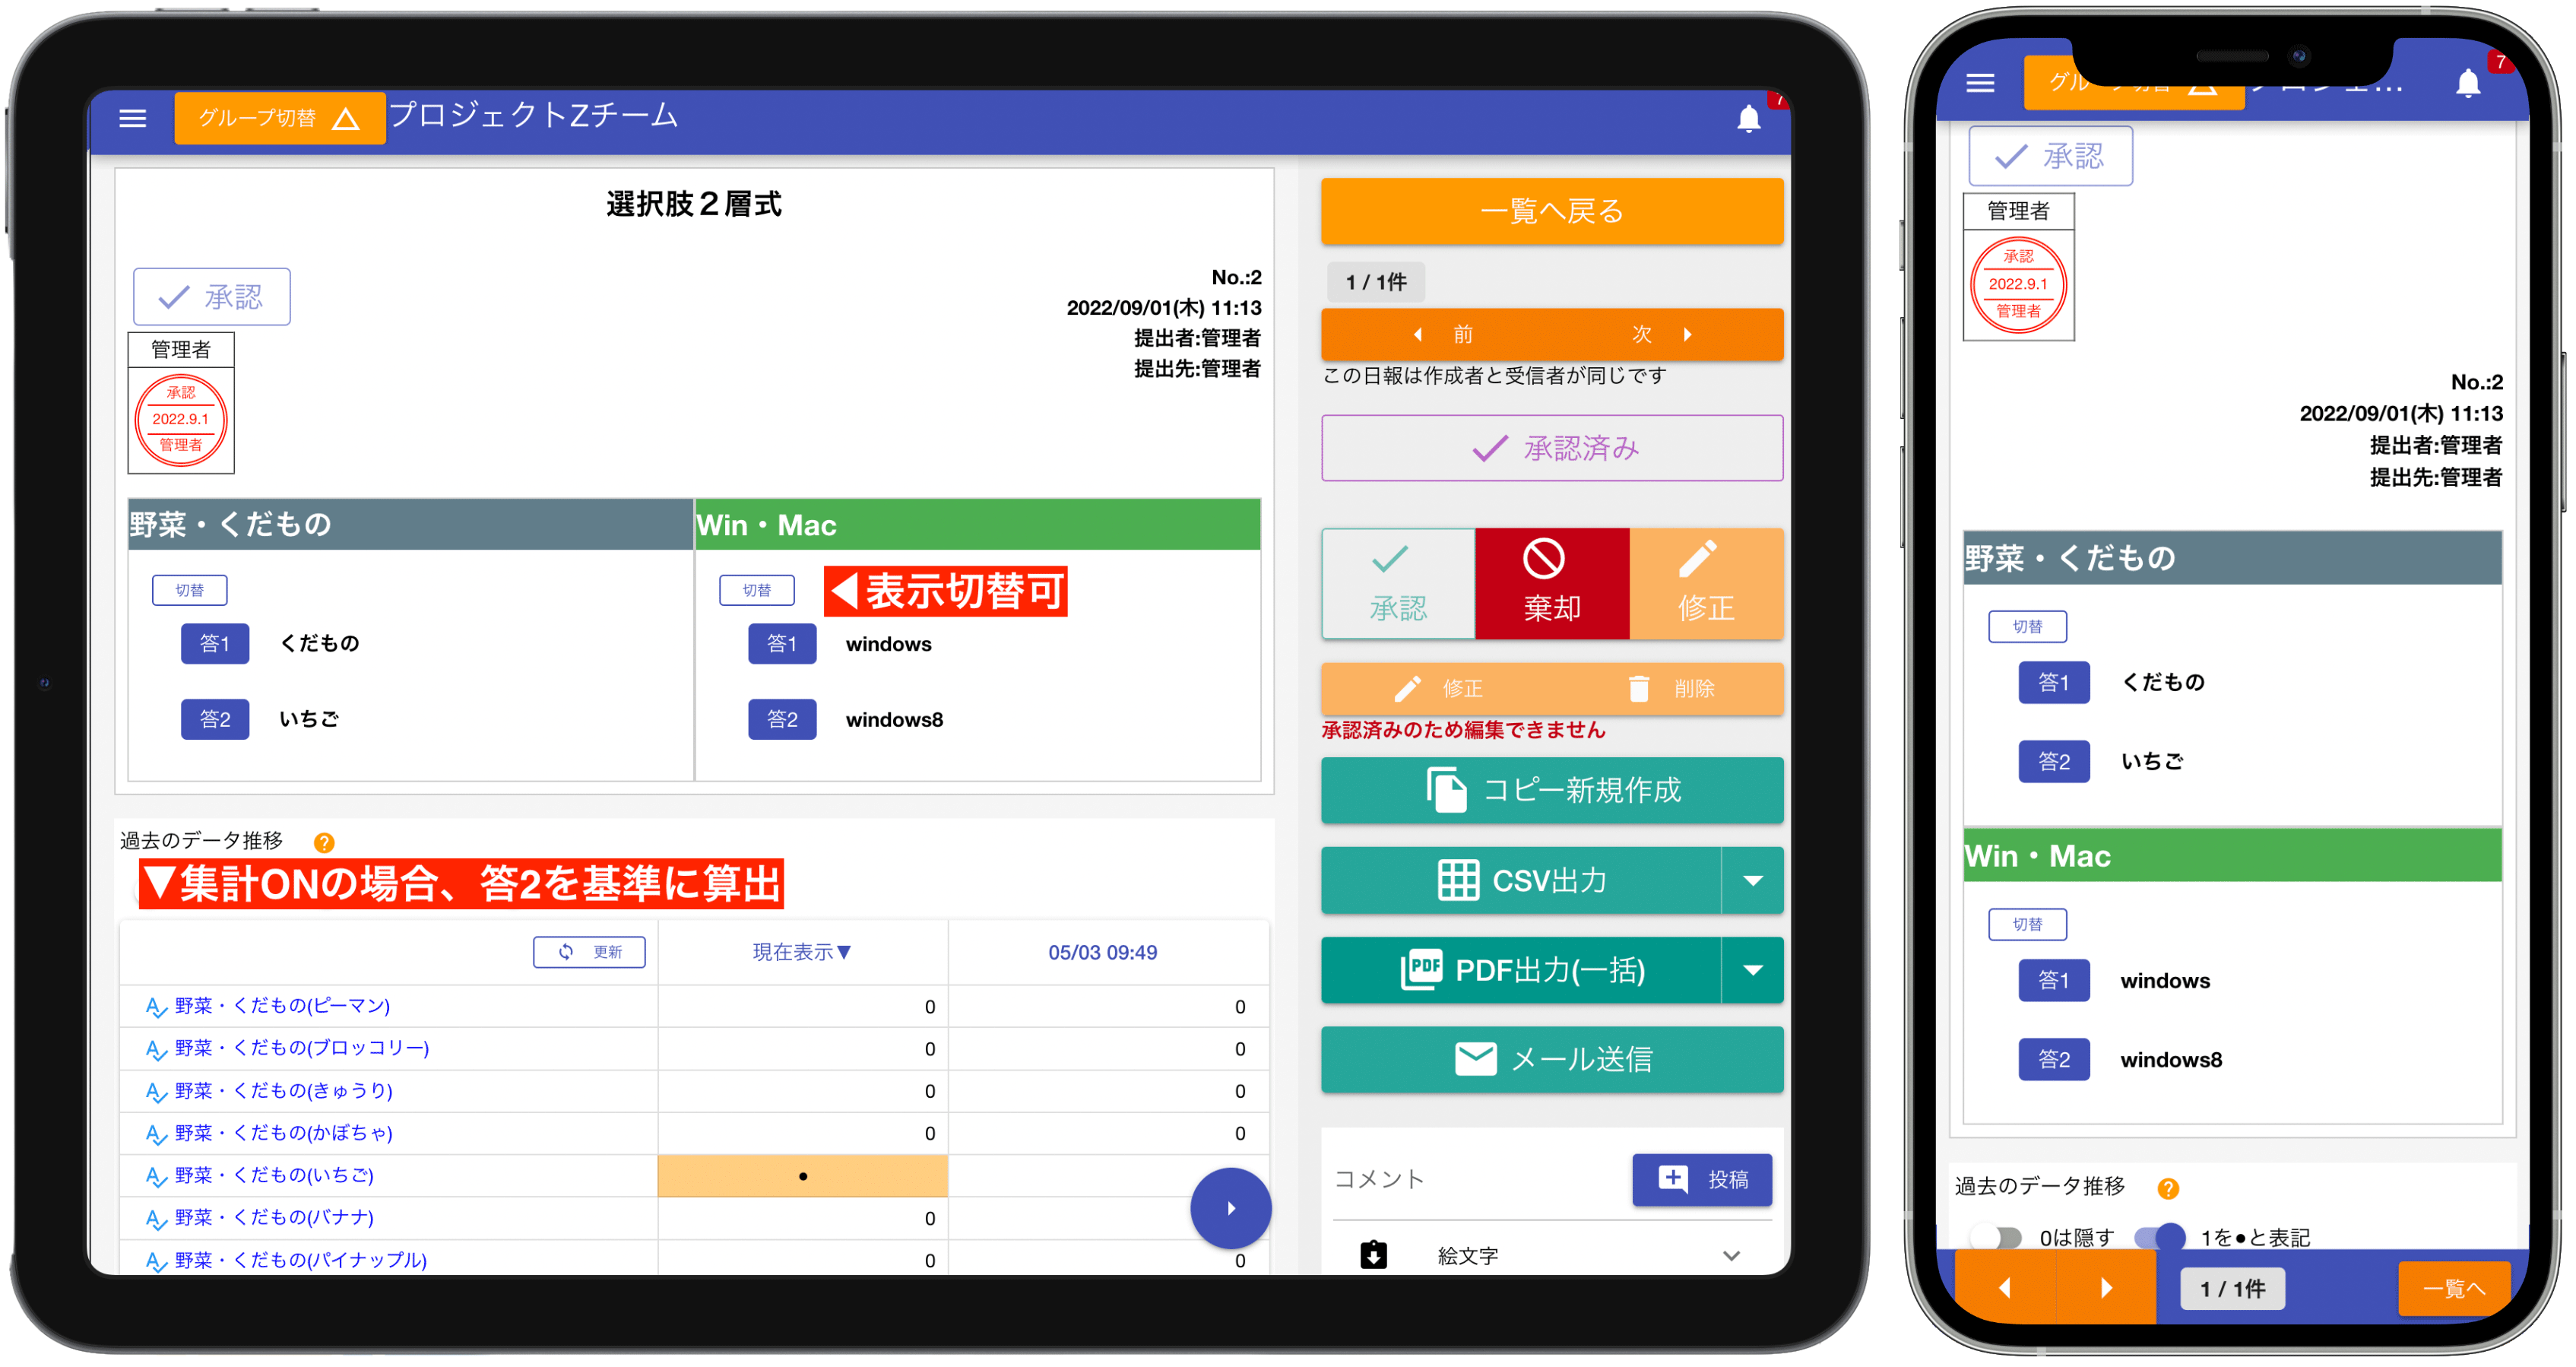 グループ切替 プロジェクトZチーム
7
選択肢２層式
承認
No.:2
2022/09/01(木) 11:13
提出者:管理者
提出先:管理者
管理者
承認
2022.9.1
管理者
野菜・くだもの
切替
答1 くだもの
答2 いちご
Win・Mac
切替 ◀表示切替可
答1 windows
答2 windows8
過去のデータ推移 ?
▼集計ONの場合、答2を基準に算出
更新 現在表示▼ 05/03 09:49
野菜・くだもの(ピーマン) 0 0
野菜・くだもの(ブロッコリー) 0 0
野菜・くだもの(きゅうり) 0 0
野菜・くだもの(かぼちゃ) 0 0
野菜・くだもの(いちご) ●
野菜・くだもの(バナナ) 0
野菜・くだもの(パイナップル) 0 0
一覧へ戻る
1 / 1件
前 次
この日報は作成者と受信者が同じです
承認済み
承認 棄却 修正
修正 削除
承認済みのため編集できません
コピー新規作成
CSV出力
PDF PDF出力(一括)
メール送信
コメント 投稿
絵文字
7
承認
管理者
承認
2022.9.1
管理者
No.:2
2022/09/01(木) 11:13
提出者:管理者
提出先:管理者
野菜・くだもの
切替
答1 くだもの
答2 いちご
Win・Mac
切替
答1 windows
答2 windows8
過去のデータ推移 ?
0は隠す 1を●と表記
1 / 1件 一覧へ